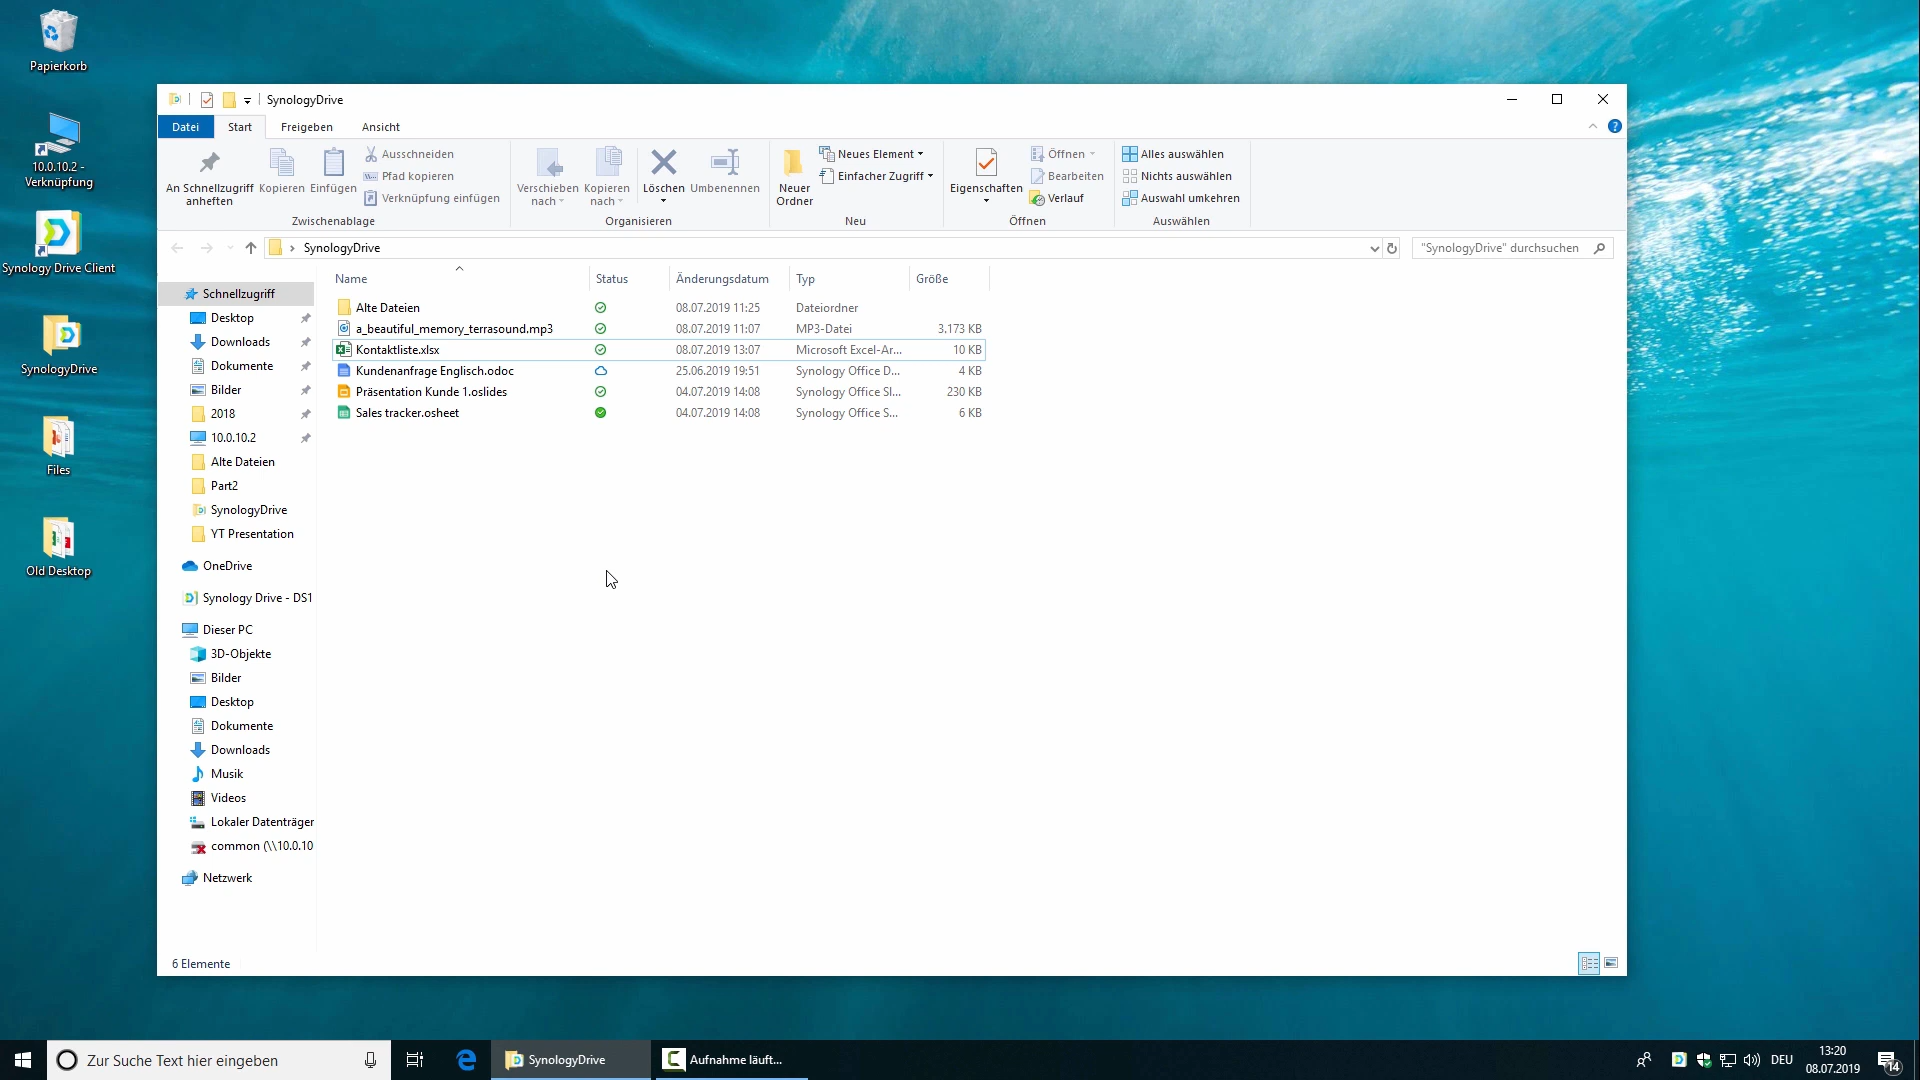 Papierkorb
10.0.10.2 -
Verknüpfung
Synology Drive Client
SynologyDrive
Files
Old Desktop
SynologyDrive
Datei Start Freigeben Ansicht
An Schnellzugriff
anheften
Kopieren
Einfügen
Ausschneiden
Pfad kopieren
Verknüpfung einfügen
Zwischenablage
Verschieben
nach
Kopieren
nach
Löschen
Umbenennen
Organisieren
Neuer
Ordner
Neues Element
Einfacher Zugriff
Neu
Eigenschaften
Öffnen
Bearbeiten
Verlauf
Öffnen
Alles auswählen
Nichts auswählen
Auswahl umkehren
Auswählen
SynologyDrive
"SynologyDrive" durchsuchen
Schnellzugriff
Desktop
Downloads
Dokumente
Bilder
2018
10.0.10.2
Alte Dateien
Part2
SynologyDrive
YT Presentation
OneDrive
Synology Drive - DS1
Dieser PC
3D-Objekte
Bilder
Desktop
Dokumente
Downloads
Musik
Videos
Lokaler Datenträger
common (\\10.0.10
Netzwerk
Name Status Änderungsdatum Typ Größe
Alte Dateien 08.07.2019 11:25 Dateiordner
a_beautiful_memory_terrasound.mp3 08.07.2019 11:07 MP3-Datei 3.173 KB
Kontaktliste.xlsx 08.07.2019 13:07 Microsoft Excel-Ar... 10 KB
Kundenanfrage Englisch.odoc 25.06.2019 19:51 Synology Office D... 4 KB
Präsentation Kunde 1.oslides 04.07.2019 14:08 Synology Office Sl... 230 KB
Sales tracker.osheet 04.07.2019 14:08 Synology Office S... 6 KB
6 Elemente
Zur Suche Text hier eingeben
SynologyDrive
Aufnahme läuft...
DEU
13:20
08.07.2019
14